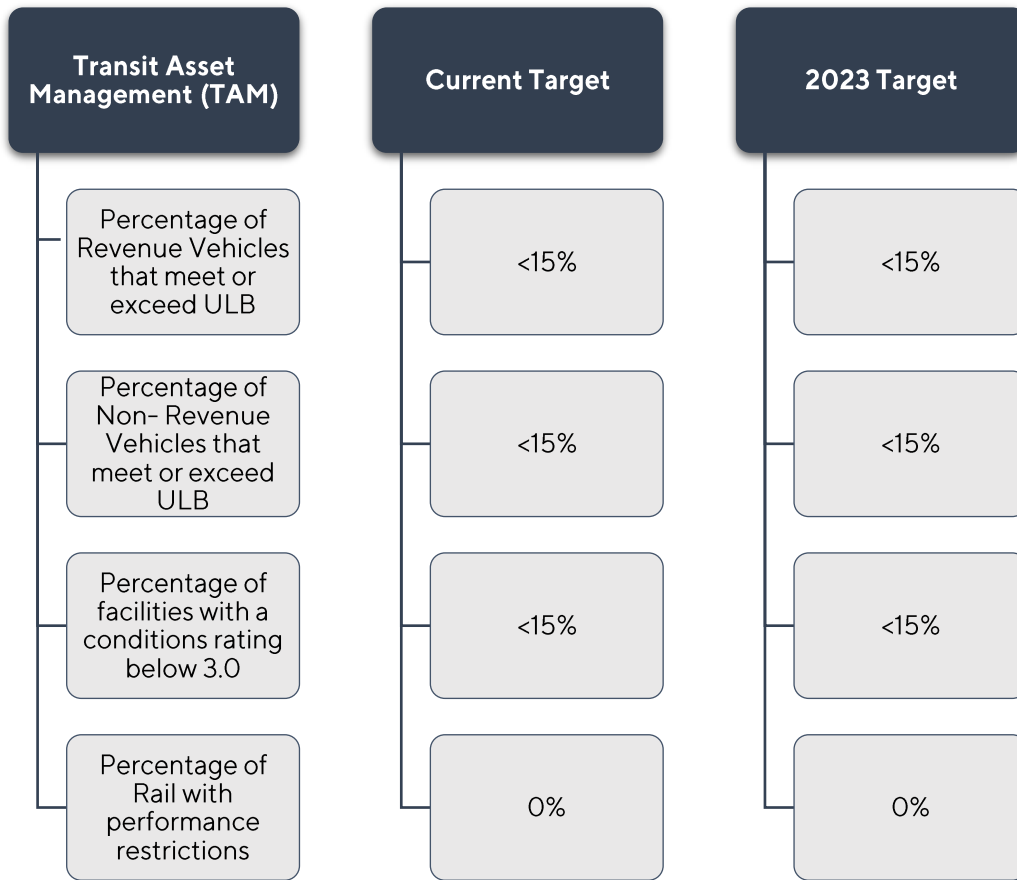 Transit Asset
Management (TAM)
Current Target
2023 Target
Percentage of
Revenue Vehicles
that meet or
exceed ULB
<15%
<15%
Percentage of
Non- Revenue
Vehicles that
meet or exceed
ULB
<15%
<15%
Percentage of
facilities with a
conditions rating
below 3.0
<15%
<15%
Percentage of
Rail with
performance
restrictions
0%
0%